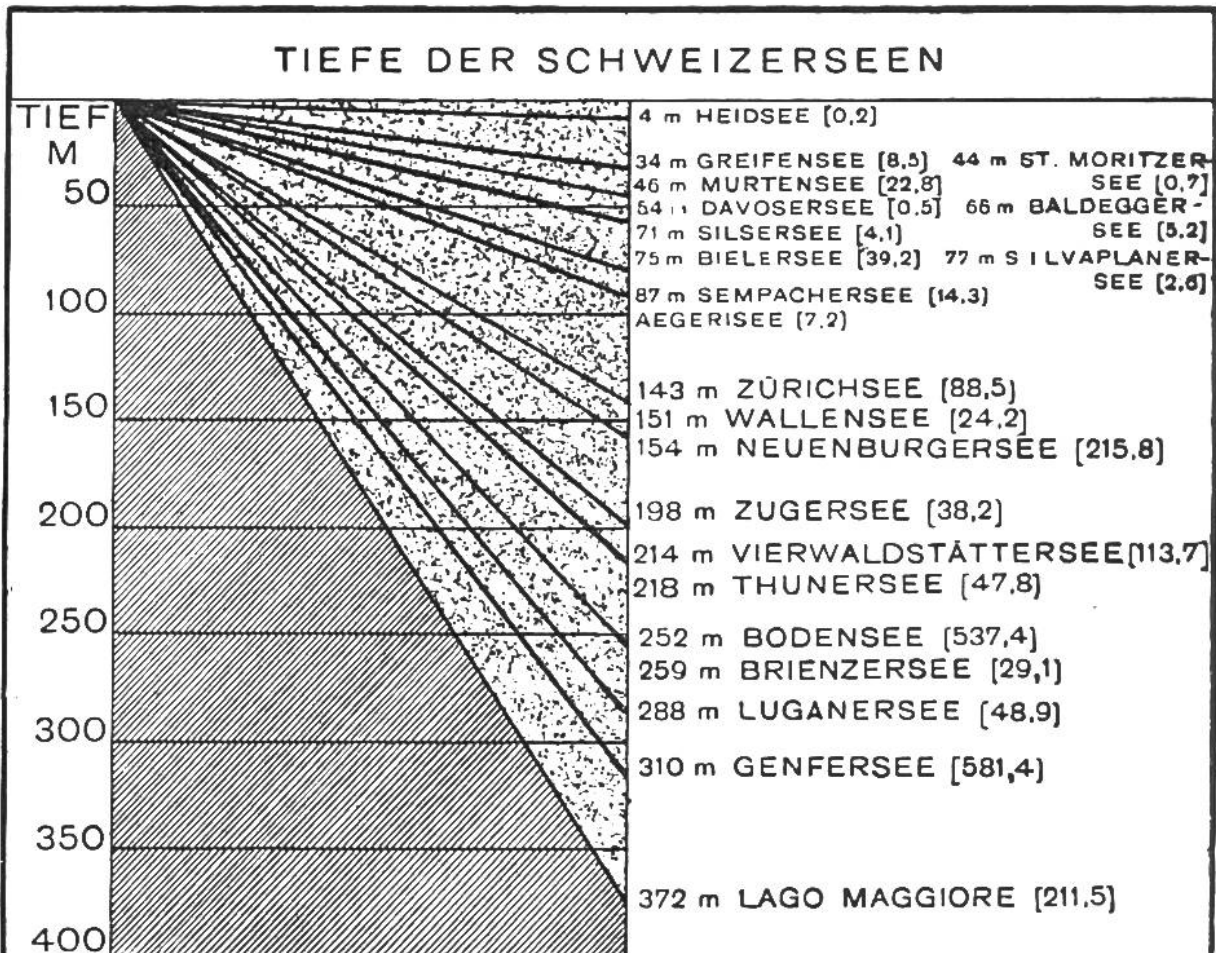 TIEFE DER SCHWEIZERSEEN
TIEF
M
50
100
150
200
250
300
350
400
4 m HEIDSEE [0,2]
34 m GREIFENSEE [8,5] 44 m ST. MORITZER-
SEE [0,7]
46 m MURTENSEE [22,8]
54 m DAVOSERSEE [0,5] 66 m BALDEGGER-
SEE [5,2]
71 m SILSERSEE [4,1]
75 m BIELERSEE [39,2] 77 m SILVAPLANER-
SEE [2,6]
87 m SEMPACHERSEE [14,3]
AEGERISEE [7,2]
143 m ZÜRICHSEE [88,5]
151 m WALLENSEE [24,2]
154 m NEUENBURGERSEE [215,8]
198 m ZUGERSEE [38,2]
214 m VIERWALDSTÄTTERSEE [113,7]
218 m THUNERSEE [47,8]
252 m BODENSEE [537,4]
259 m BRIENZERSEE [29,1]
288 m LUGANERSEE [48,9]
310 m GENFERSEE [581,4]
372 m LAGO MAGGIORE [211,5]